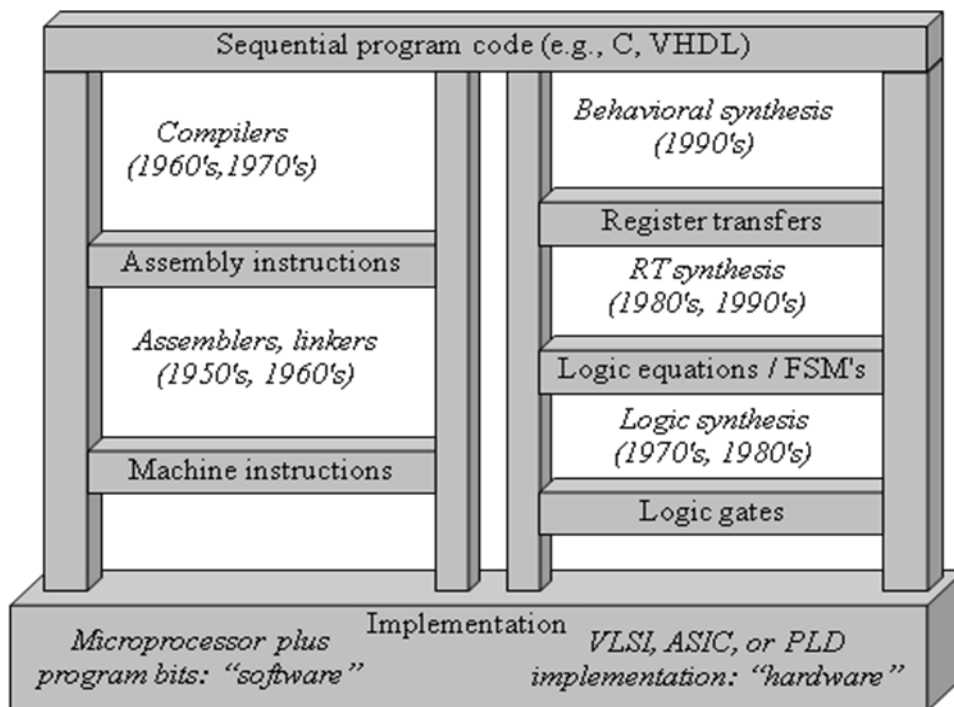 Sequential program code (e.g., C, VHDL)
Compilers
(1960's,1970's)
Assembly instructions
Assemblers, linkers
(1950's, 1960's)
Machine instructions
Behavioral synthesis
(1990's)
Register transfers
RT synthesis
(1980's, 1990's)
Logic equations / FSM's
Logic synthesis
(1970's, 1980's)
Logic gates
Implementation
Microprocessor plus
program bits: “software”
VLSI, ASIC, or PLD
implementation: “hardware”